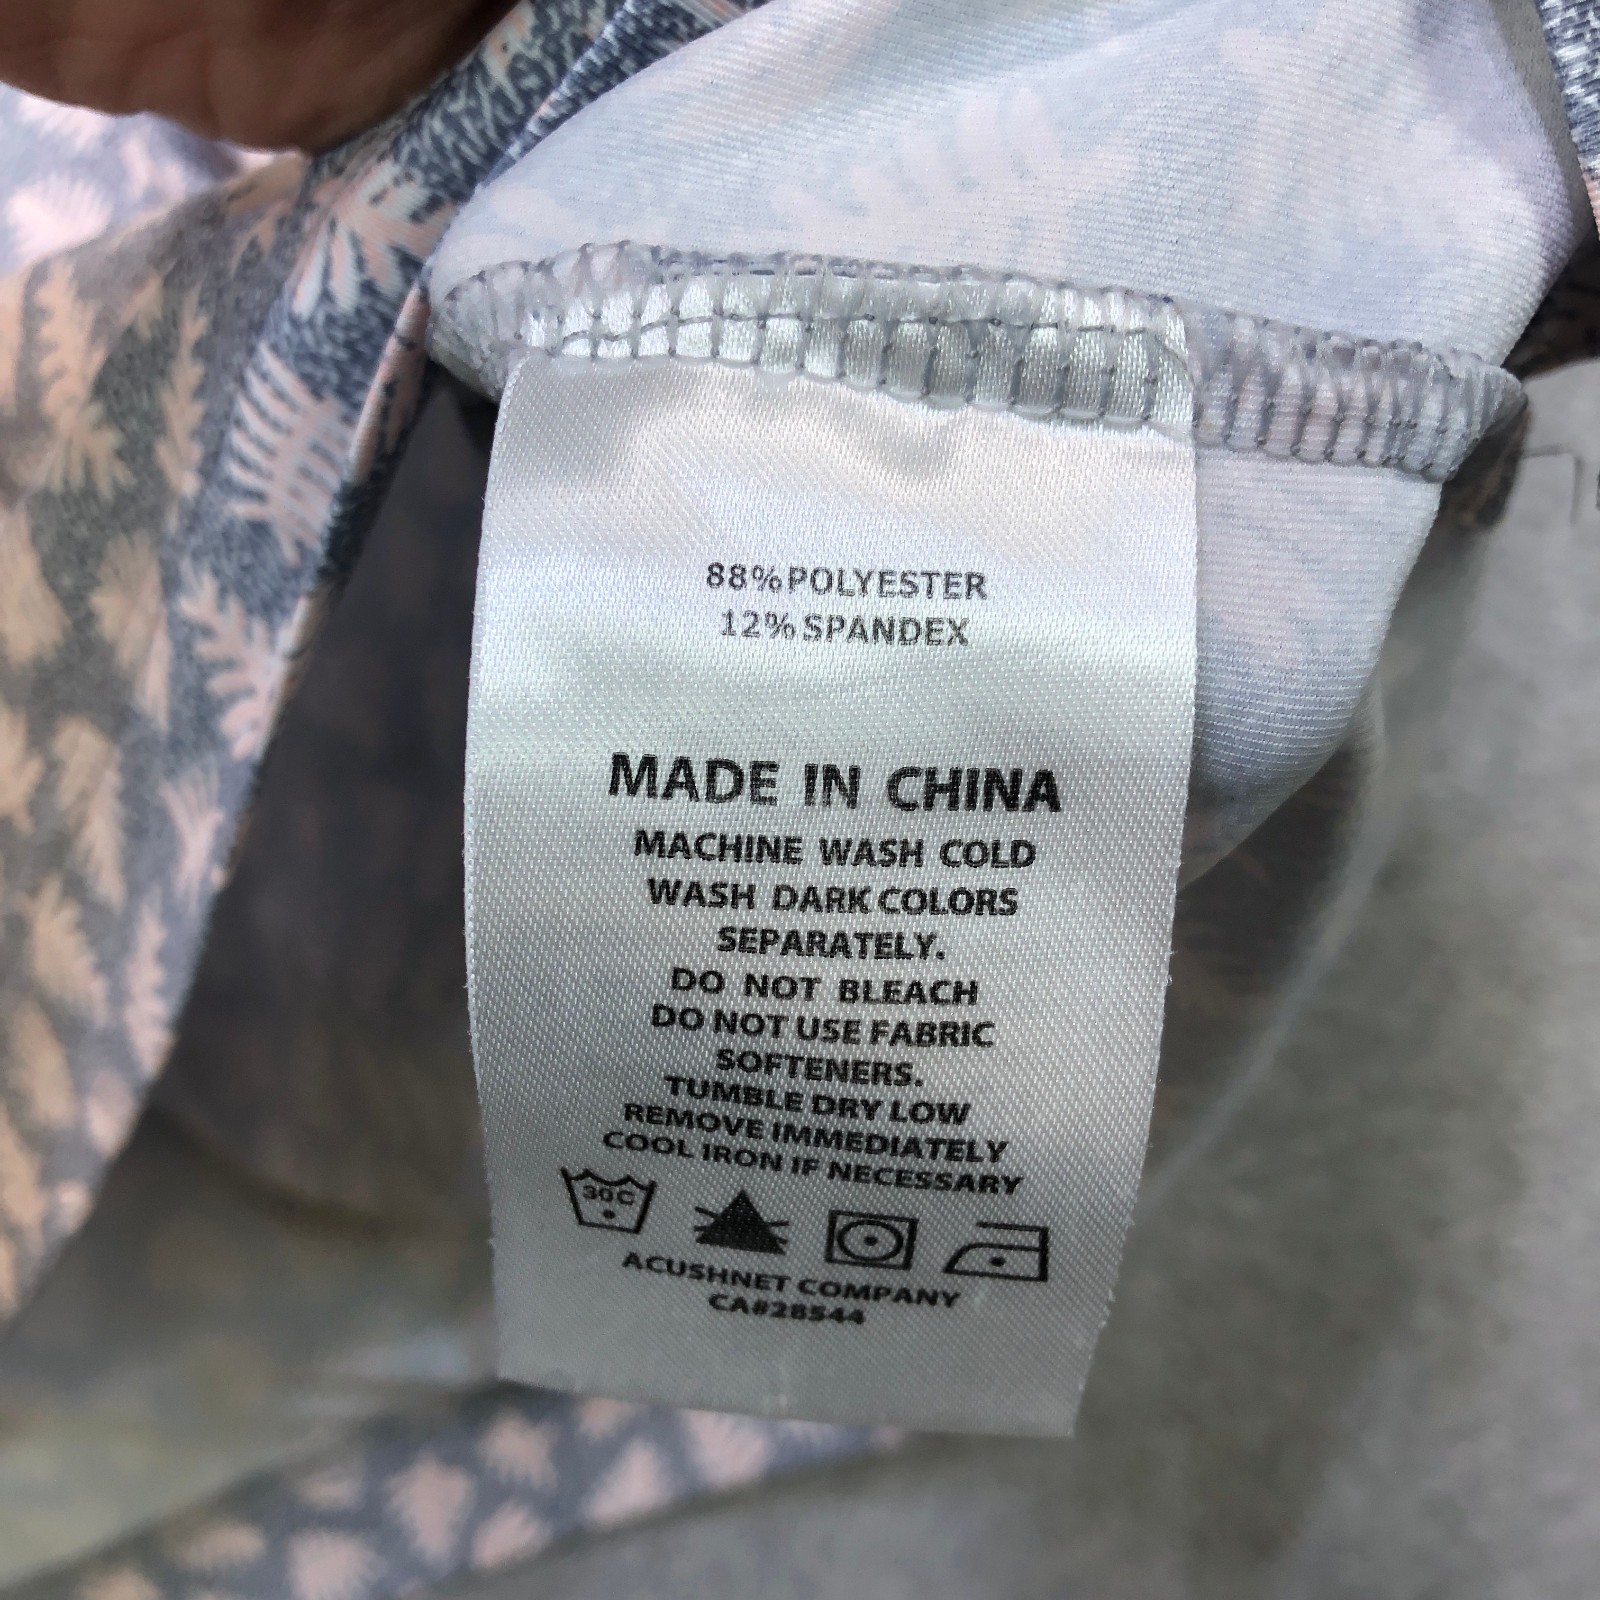 88%POLYESTER
12%SPANDEX
MADE IN CHINA
MACHINE WASH COLD
WASH DARK COLORS
SEPARATELY.
DO NOT BLEACH
DO NOT USE FABRIC
SOFTENERS.
TUMBLE DRY LOW
REMOVE IMMEDIATELY
COOL IRON IF NECESSARY
30C
ACUSHNET COMPANY
CA#28544